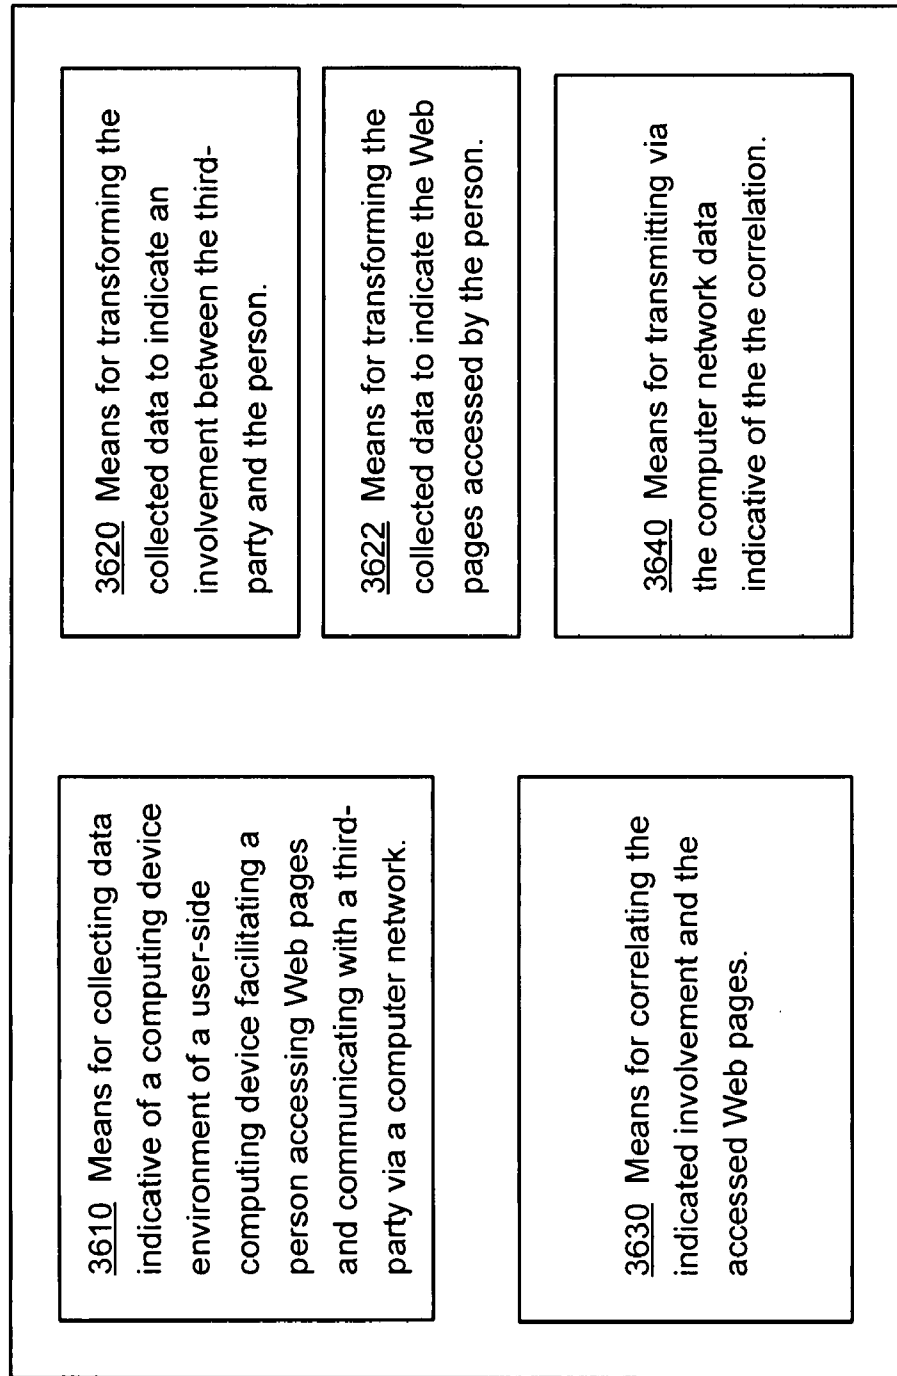 3610 Means for collecting data
indicative of a computing device
environment of a user-side
computing device facilitating a
person accessing Web pages
and communicating with a third-
party via a computer network.
3620 Means for transforming the
collected data to indicate an
involvement between the third-
party and the person.
3622 Means for transforming the
collected data to indicate the Web
pages accessed by the person.
3630 Means for correlating the
indicated involvement and the
accessed Web pages.
3640 Means for transmitting via
the computer network data
indicative of the the correlation.